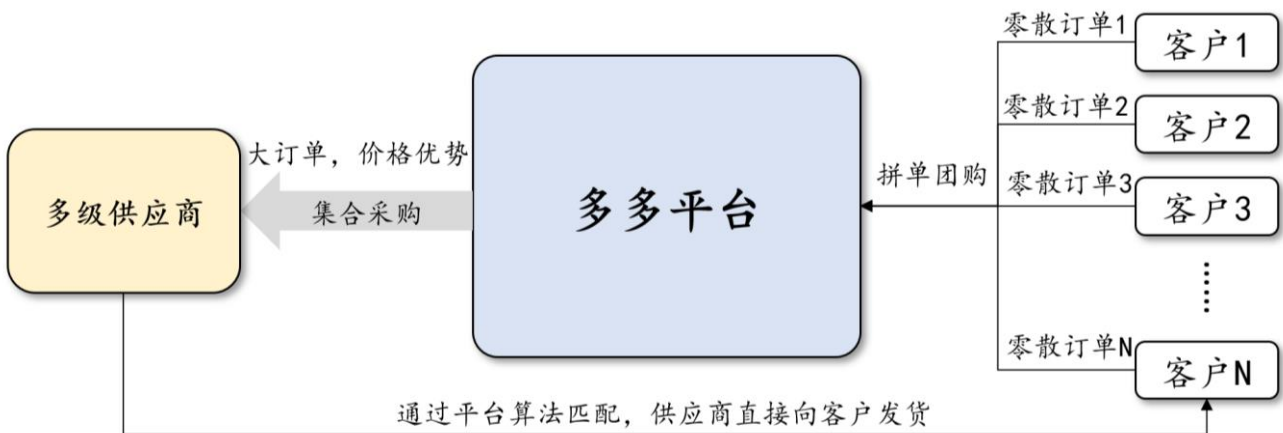 零散订单1
客户1
零散订单2
客户2
大订单，价格优势
拼单团购
零散订单3
客户3
多级供应商
集合采购
多多平台
......
零散订单N
客户N
通过平台算法匹配，供应商直接向客户发货